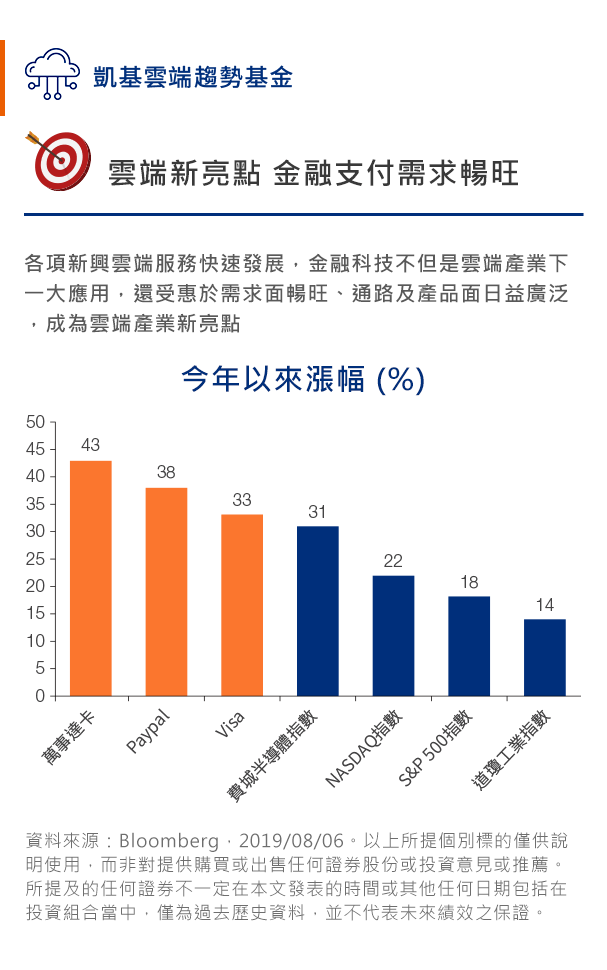 凱基雲端趨勢基金
雲端新亮點 金融支付需求暢旺
各項新興雲端服務快速發展，金融科技不但是雲端產業下
一大應用，還受惠於需求面暢旺、通路及產品面日益廣泛
，成為雲端產業新亮點
今年以來漲幅 (%)
50
45
40
35
30
25
20
15
10
5
0
43
38
33
31
22
18
14
萬事達卡
Paypal
Visa
費城半導體指數
NASDAQ指數
S&P 500指數
道瓊工業指數
資料來源：Bloomberg，2019/08/06。以上所提個別標的僅供說
明使用，而非對提供購買或出售任何證券股份或投資意見或推薦。
所提及的任何證券不一定在本文發表的時間或其他任何日期包括在
投資組合當中，僅為過去歷史資料，並不代表未來績效之保證。